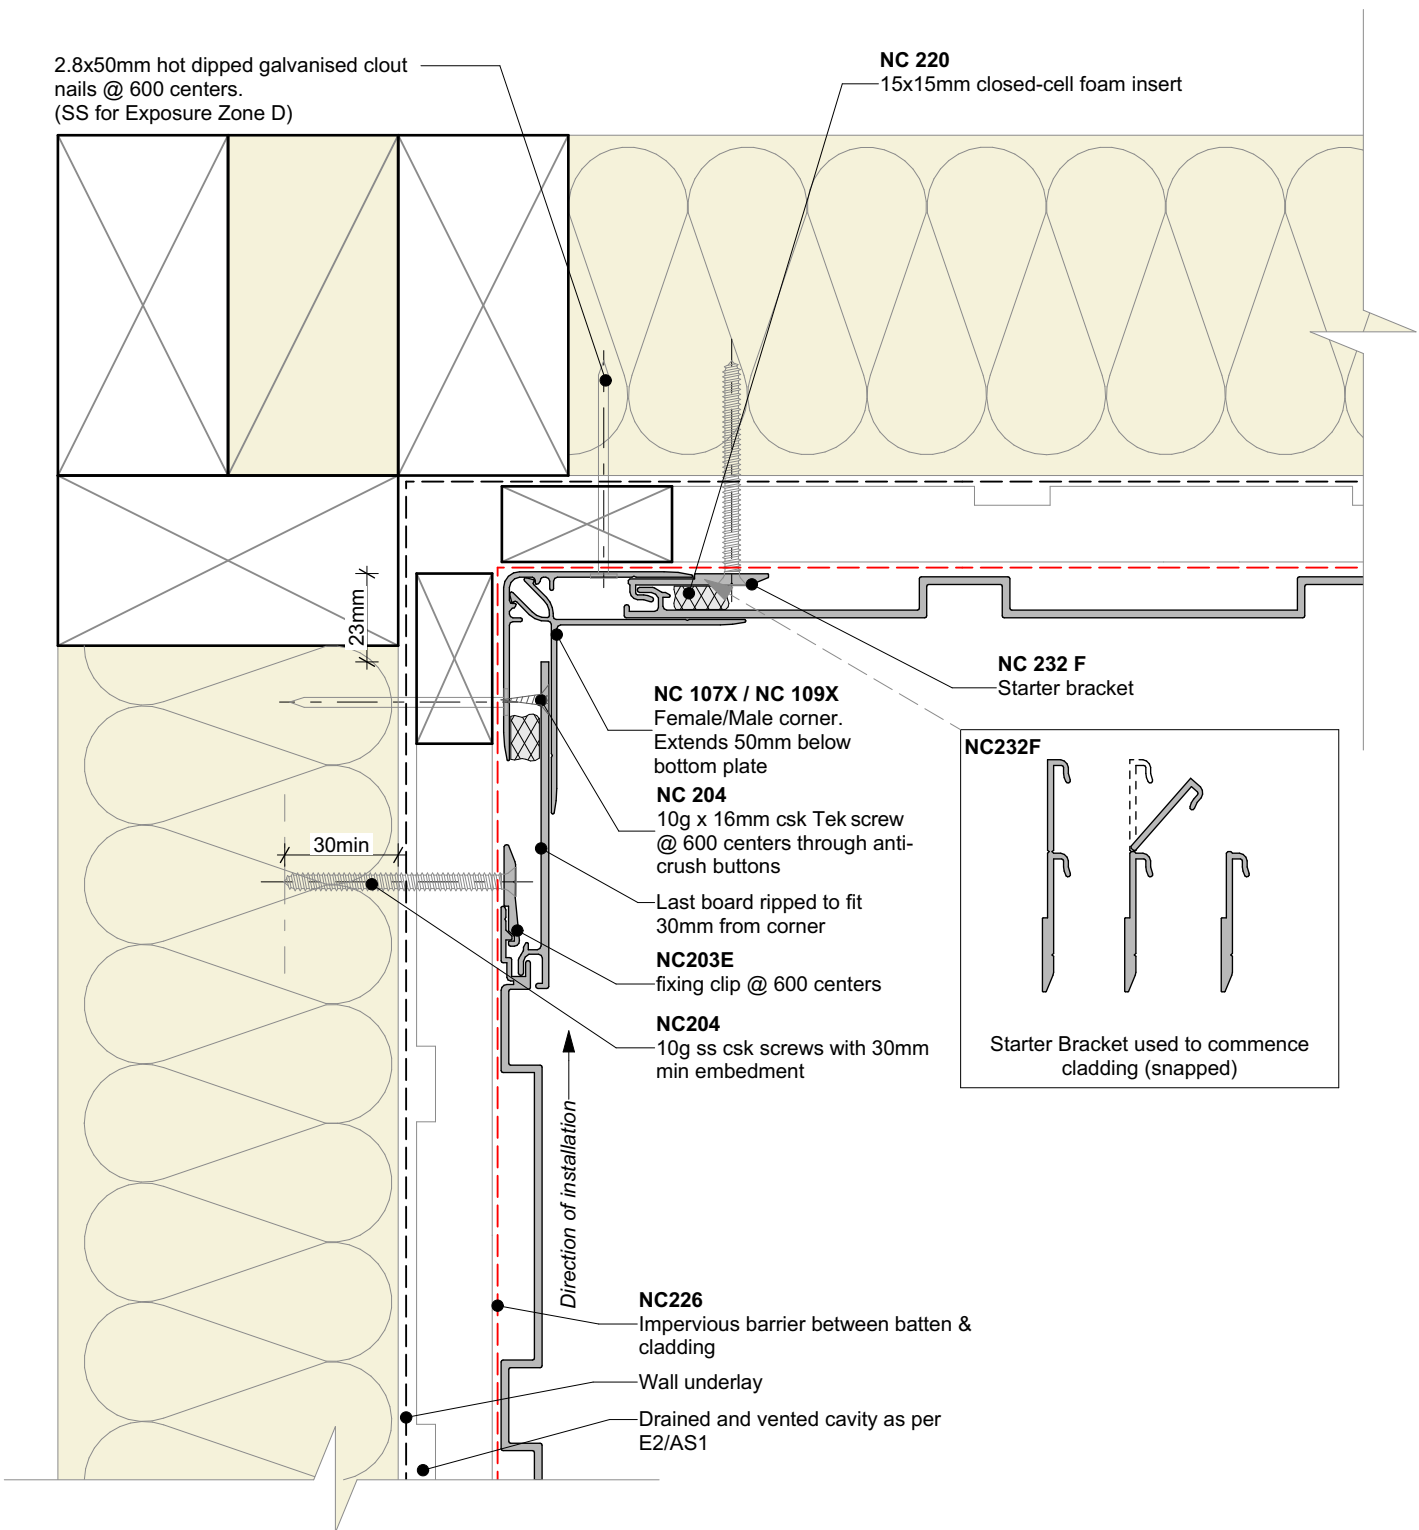 2.8x50mm hot dipped galvanised clout
nails @ 600 centers.
(SS for Exposure Zone D)
NC 220
15x15mm closed-cell foam insert
23mm
NC 232 F
Starter bracket
NC 107X / NC 109X
Female/Male corner.
Extends 50mm below
bottom plate
NC 204
10g x 16mm csk Tek screw
@ 600 centers through anti-
crush buttons
30min
Last board ripped to fit
30mm from corner
NC203E
fixing clip @ 600 centers
NC204
10g ss csk screws with 30mm
min embedment
NC232F
Starter Bracket used to commence
cladding (snapped)
Direction of installation
NC226
Impervious barrier between batten &
cladding
Wall underlay
Drained and vented cavity as per
E2/AS1